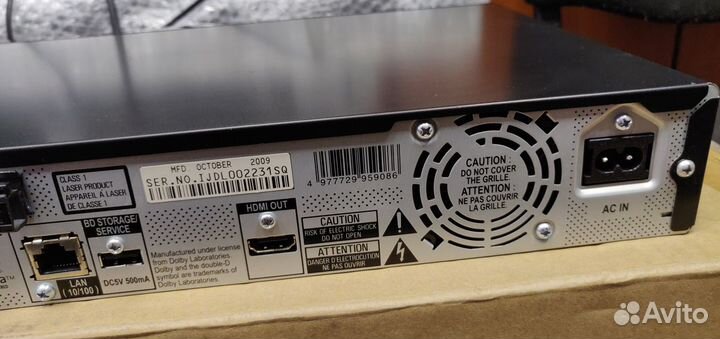 CLASS 1
LASER PRODUCT
APPAREIL À LASER
DE CLASSE 1
MFD OCTOBER 2009
SER.NO.1JDL002231SQ
4 977729 959086
CAUTION :
DO NOT COVER
THE GRILLE.
ATTENTION :
NE PAS COUVRIR
LA GRILLE.
AC IN
BD STORAGE/
SERVICE
HDMI OUT
CAUTION
RISK OF ELECTRIC SHOCK
DO NOT OPEN
ATTENTION
DANGER D'ELECTROCUTION
NE PAS OUVRIR
Manufactured under license
from Dolby Laboratories.
Dolby and the double-D
symbol are trademarks of
Dolby Laboratories.
LAN
(10/100)
DC5V 500mA
Avito